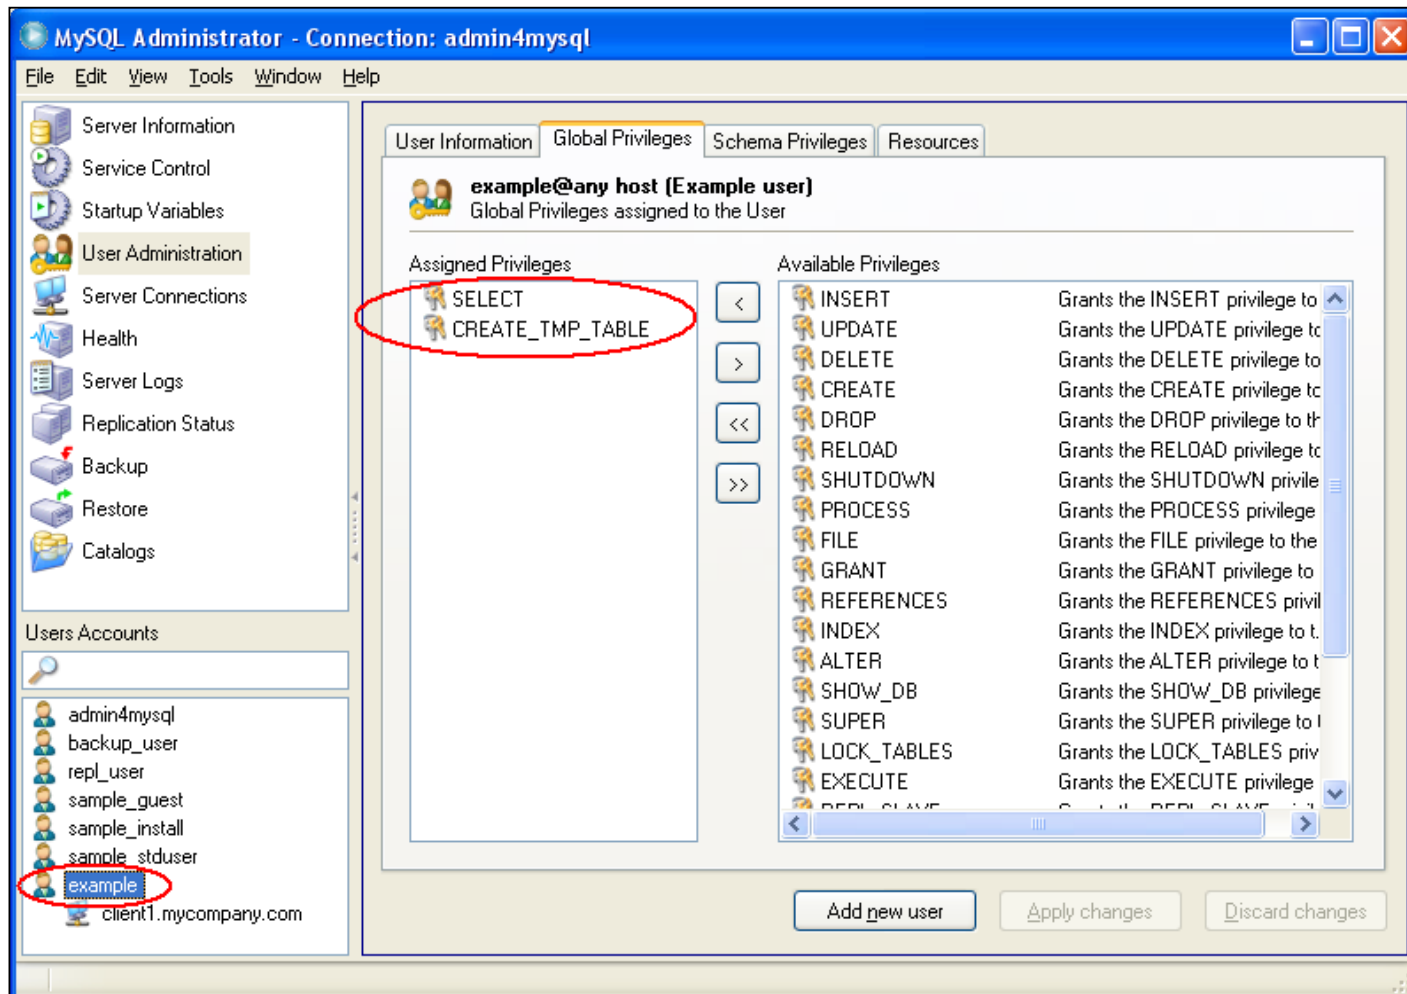 MySQL Administrator - Connection: admin4mysql
File Edit View Tools Window Help
Server Information
Service Control
Startup Variables
User Administration
Server Connections
Health
Server Logs
Replication Status
Backup
Restore
Catalogs
Users Accounts
admin4mysql
backup_user
repl_user
sample_guest
sample_install
sample_stduser
example
client1.mycompany.com
User Information Global Privileges Schema Privileges Resources
example@any host (Example user)
Global Privileges assigned to the User
Assigned Privileges
SELECT
CREATE_TMP_TABLE
<
>
<<
>>
Available Privileges
INSERT Grants the INSERT privilege to
UPDATE Grants the UPDATE privilege to
DELETE Grants the DELETE privilege to
CREATE Grants the CREATE privilege to
DROP Grants the DROP privilege to th
RELOAD Grants the RELOAD privilege to
SHUTDOWN Grants the SHUTDOWN privile
PROCESS Grants the PROCESS privilege
FILE Grants the FILE privilege to the
GRANT Grants the GRANT privilege to
REFERENCES Grants the REFERENCES privil
INDEX Grants the INDEX privilege to t.
ALTER Grants the ALTER privilege to t
SHOW_DB Grants the SHOW_DB privilege
SUPER Grants the SUPER privilege to
LOCK_TABLES Grants the LOCK_TABLES priv
EXECUTE Grants the EXECUTE privilege
Add new user Apply changes Discard changes